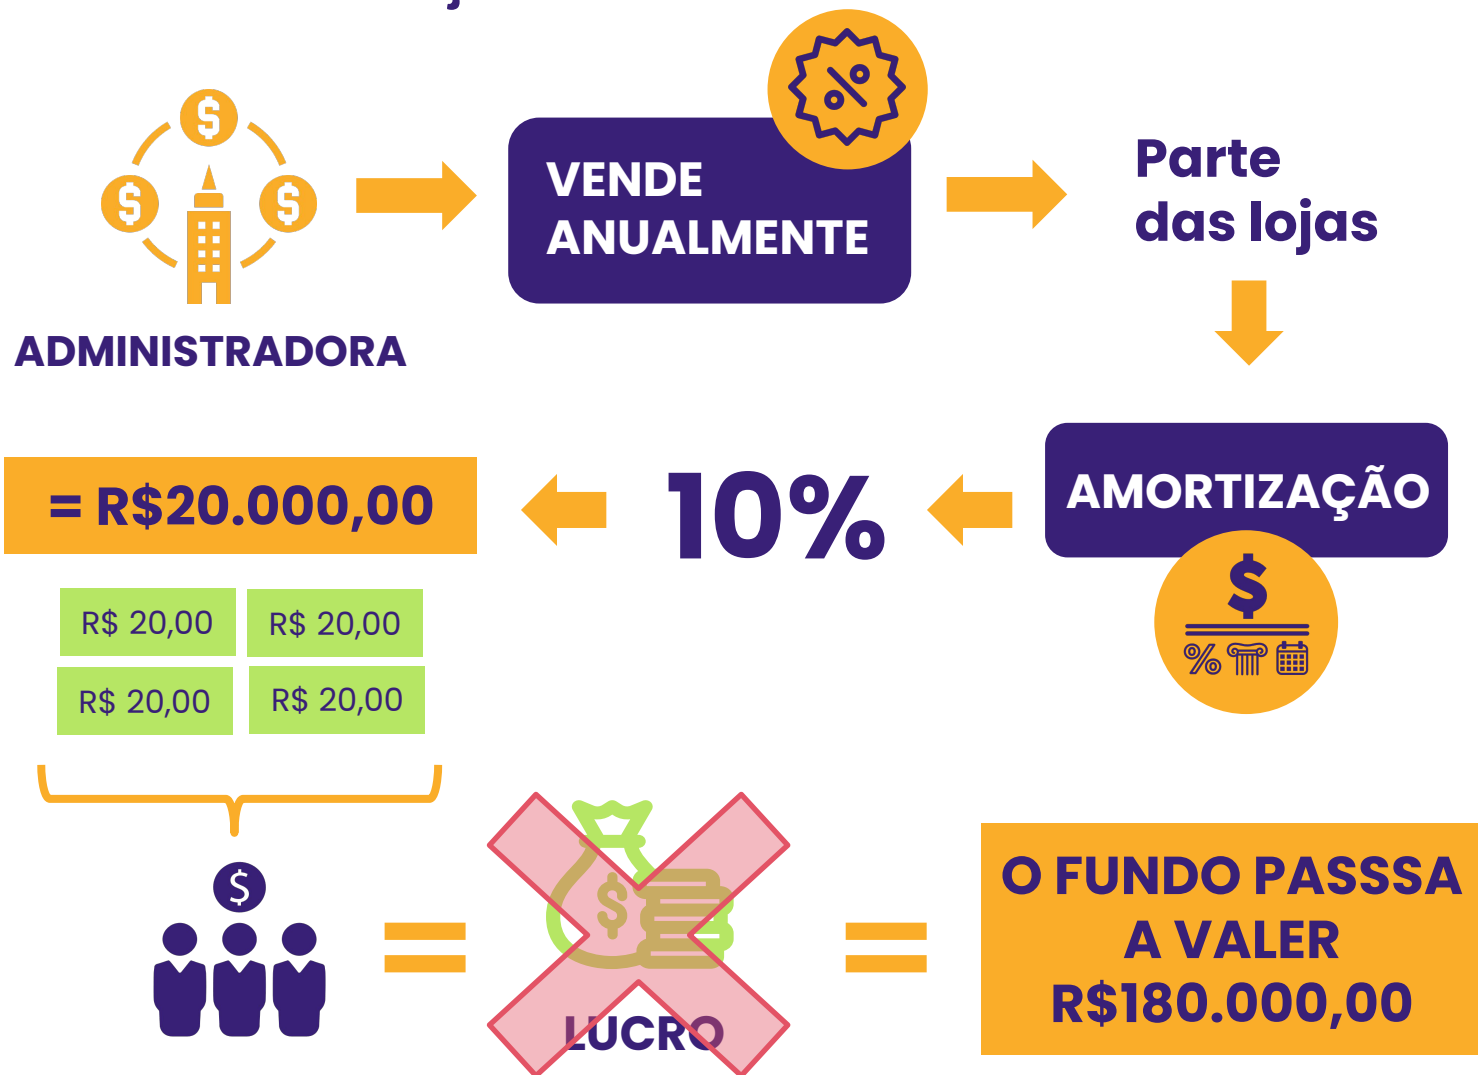 VENDE
ANUALMENTE
Parte
das lojas
ADMINISTRADORA
AMORTIZAÇÃO
10%
= R$20.000,00
R$ 20,00
R$ 20,00
R$ 20,00
R$ 20,00
LUCRO
O FUNDO PASSSA
A VALER
R$180.000,00